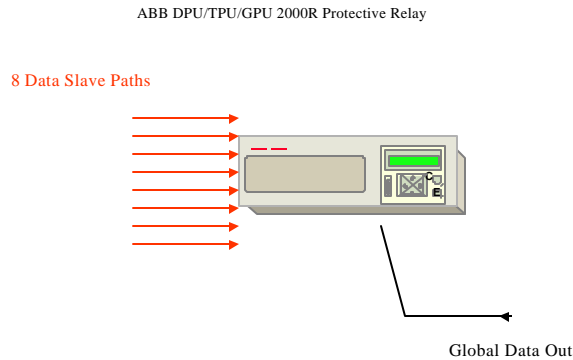 ABB DPU/TPU/GPU 2000R Protective Relay
8 Data Slave Paths
C
E
Global Data Out